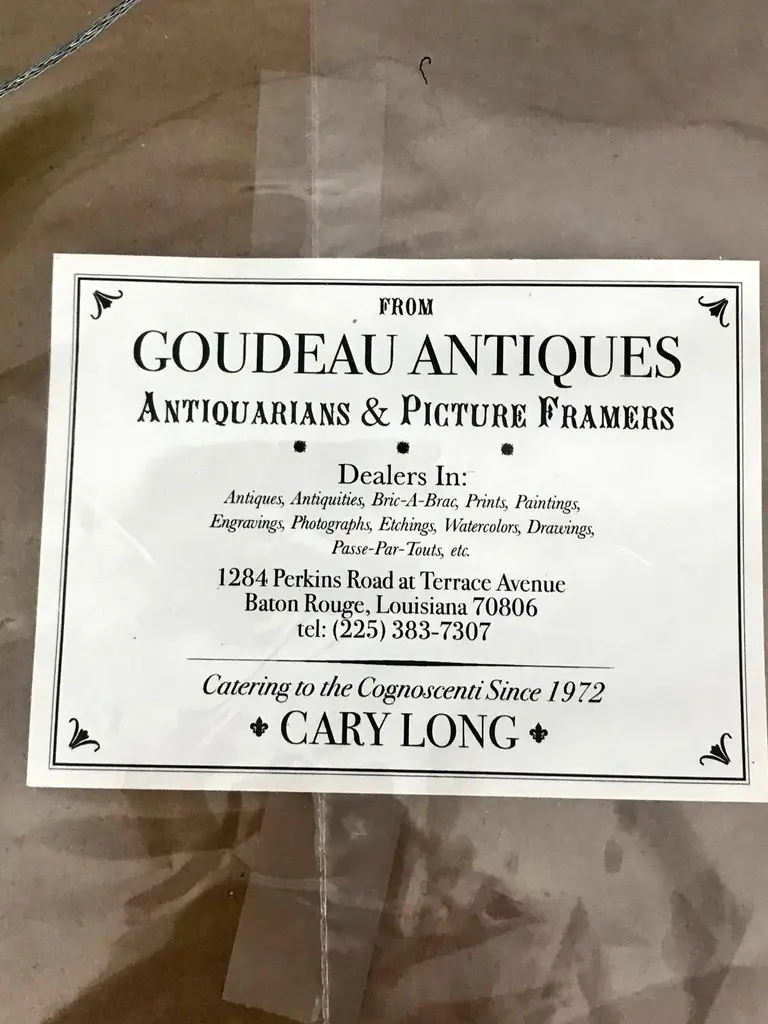 FROM
GOUDEAU ANTIQUES
ANTIQUARIANS & PICTURE FRAMERS
Dealers In:
Antiques, Antiquities, Bric-A-Brac, Prints, Paintings,
Engravings, Photographs, Etchings, Watercolors, Drawings,
Passe-Par-Touts, etc.
1284 Perkins Road at Terrace Avenue
Baton Rouge, Louisiana 70806
tel: (225) 383-7307
Catering to the Cognoscenti Since 1972
CARY LONG